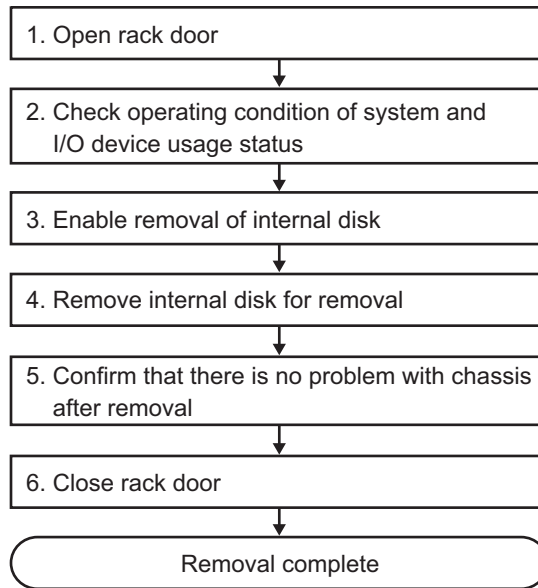 1. Open rack door
2. Check operating condition of system and
I/O device usage status
3. Enable removal of internal disk
4. Remove internal disk for removal
5. Confirm that there is no problem with chassis
after removal
6. Close rack door
Removal complete